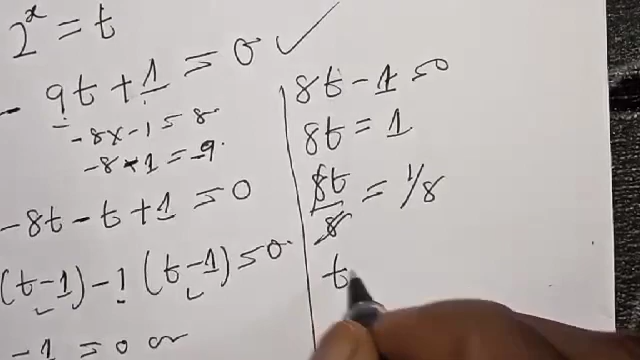 2^x = t
- 9t + 1 = 0 ✓
-8x-1 = 8
-8-1 = -9.
-8t - t + 1 = 0
(t-1) - 1 (t-1) = 0.
-1 = 0 or
8t - 1 = 0
8t = 1
8t/8 = 1/8
t